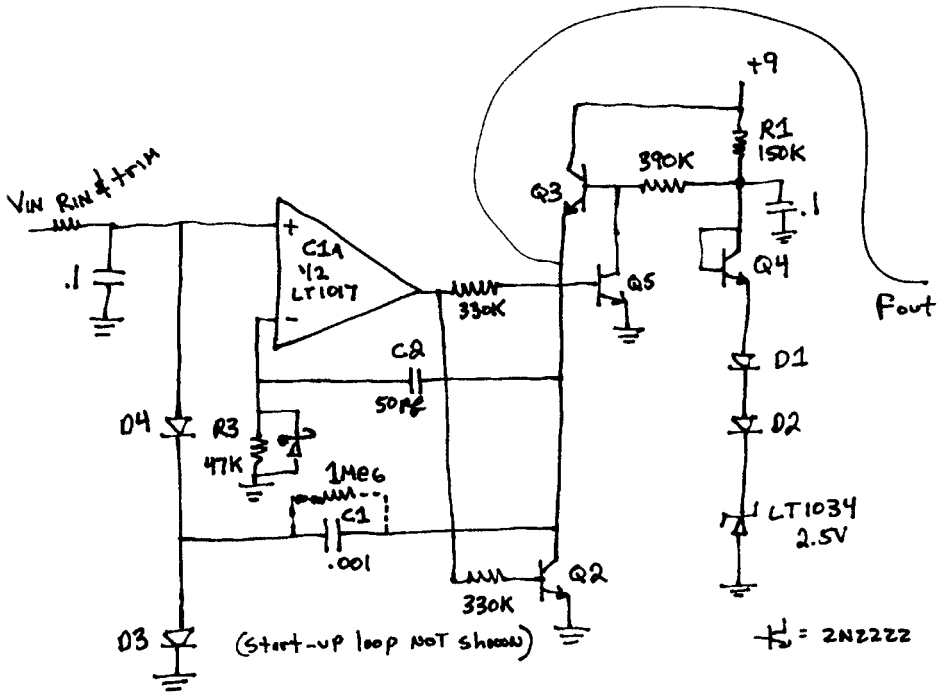 +9
R1
150K
390K
Q3
.1
VIN RIN & trim
+
C1A
1/2
LT1017
-
.1
330K
Q5
Q4
Fout
C2
50pf
D1
D4
R3
47K
D2
1MEG
C1
.001
LT1034
2.5V
Q2
330K
D3
(Start-up loop NOT shown)
= 2N2222